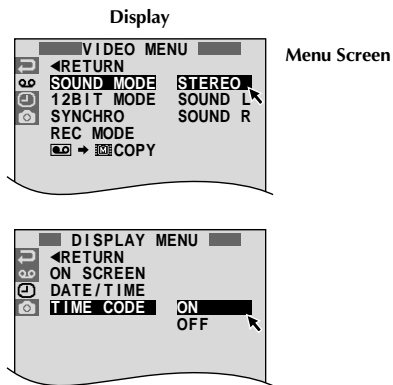 Display
Menu Screen
VIDEO MENU
◀RETURN
SOUND MODE STEREO
12BIT MODE SOUND L
SYNCHRO SOUND R
REC MODE
➡ M COPY
DISPLAY MENU
◀RETURN
ON SCREEN
DATE/TIME
TIME CODE ON
OFF